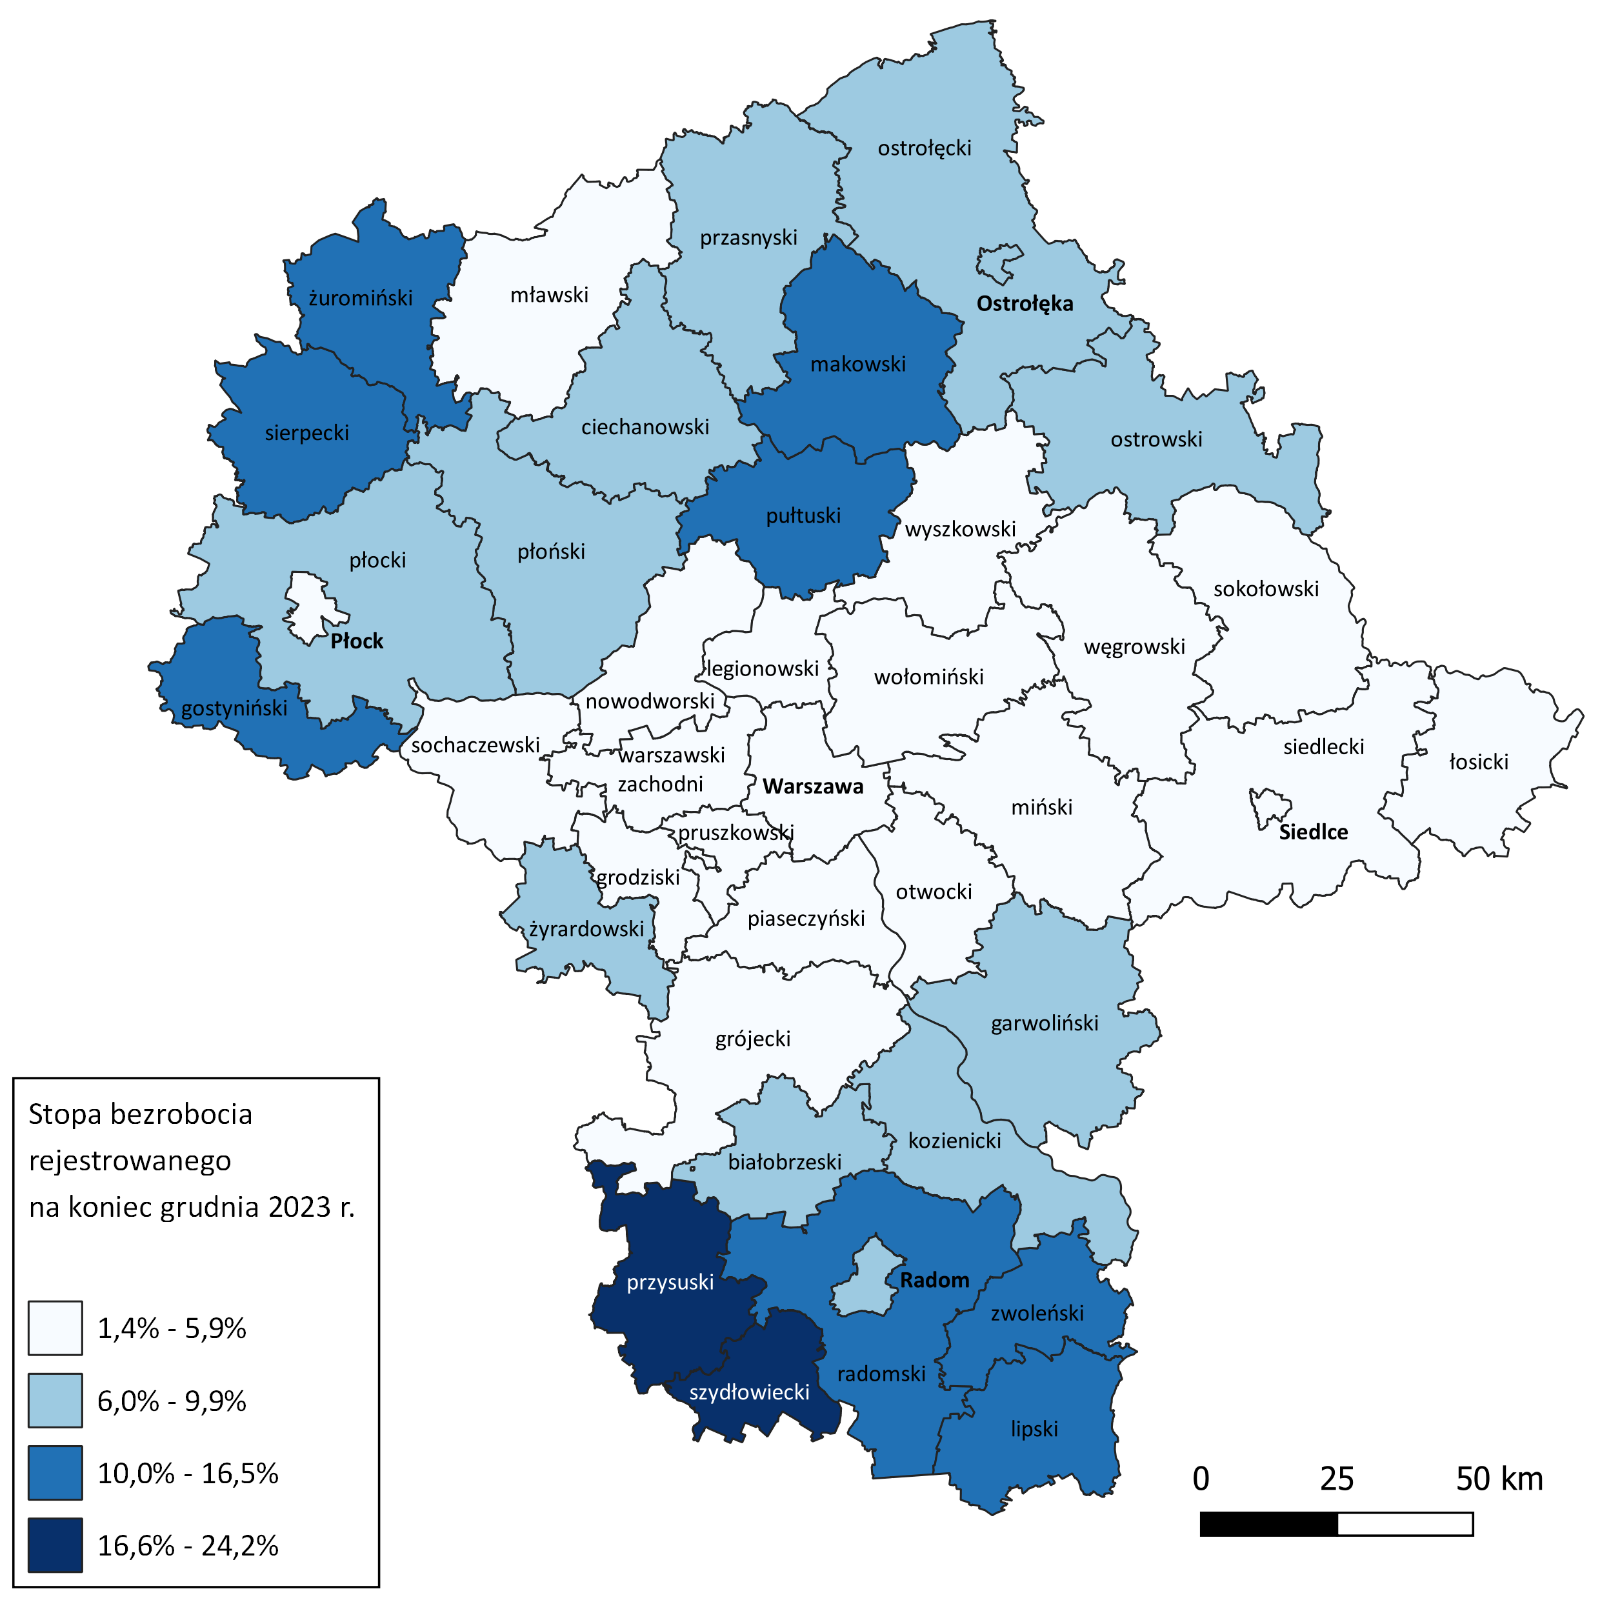 ostrołęcki
przasnyski
żuromiński
mławski
Ostrołęka
makowski
sierpecki
ciechanowski
ostrowski
pułtuski
wyszkowski
płocki
płoński
sokołowski
Płock
węgrowski
legionowski
wołomiński
gostyniński
nowodworski
sochaczewski
warszawski
zachodni
siedlecki
łosicki
Warszawa
miński
pruszkowski
Siedlce
grodziski
otwocki
żyrardowski
piaseczyński
grójecki
garwoliński
kozienicki
białobrzeski
przysuski
Radom
zwoleński
radomski
szydłowiecki
lipski
Stopa bezrobocia
rejestrowanego
na koniec grudnia 2023 r.
1,4% - 5,9%
6,0% - 9,9%
10,0% - 16,5%
16,6% - 24,2%
0 25 50 km